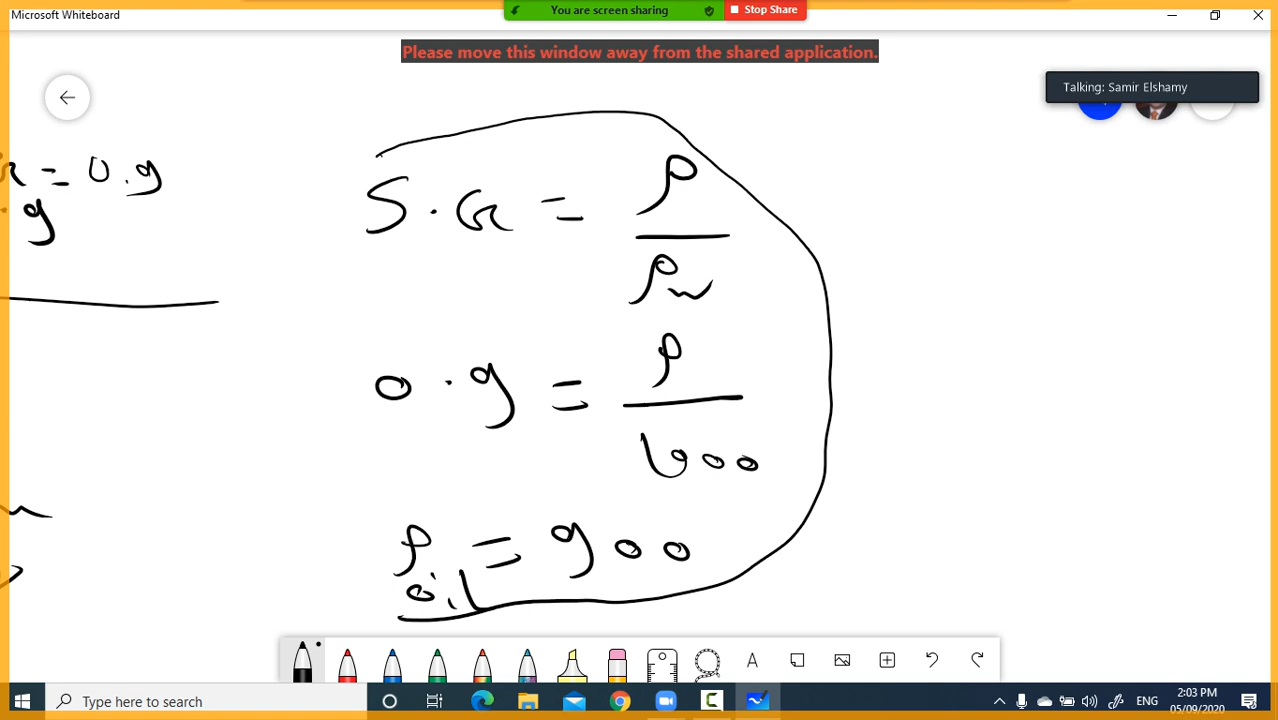 You are screen sharing
Stop Share
Microsoft Whiteboard
Please move this window away from the shared application.
Talking: Samir Elshamy
= 0.9
9
S.G = ρ
ρw
0.9 = ρ
1000
ρoil = 900
A
Type here to search
ENG
2:03 PM
05/09/2020